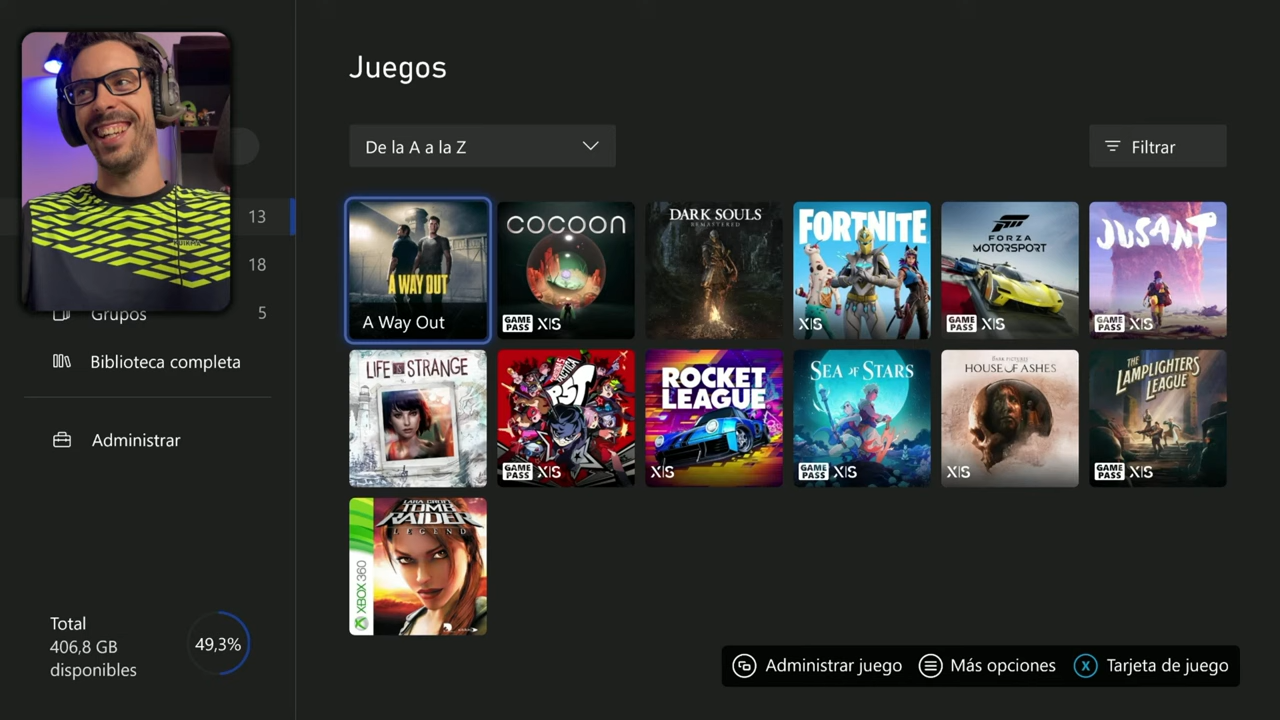 Juegos
De la A a la Z
Filtrar
13
18
Grupos
5
Biblioteca completa
Administrar
A WAY OUT
A Way Out
COCOON
GAME PASS X|S
DARK SOULS
REMASTERED
FORTNITE
X|S
FORZA
MOTORSPORT
GAME PASS X|S
JUSANT
GAME PASS X|S
LIFE IS STRANGE
GAME PASS X|S
ROCKET
LEAGUE
X|S
SEA OF STARS
GAME PASS X|S
HOUSE OF ASHES
X|S
THE
LAMPLIGHTERS
LEAGUE
GAME PASS X|S
LARA CROFT
TOMB
RAIDER
LEGEND
XBOX 360
Total
406,8 GB
disponibles
49,3%
Administrar juego
Más opciones
X
Tarjeta de juego